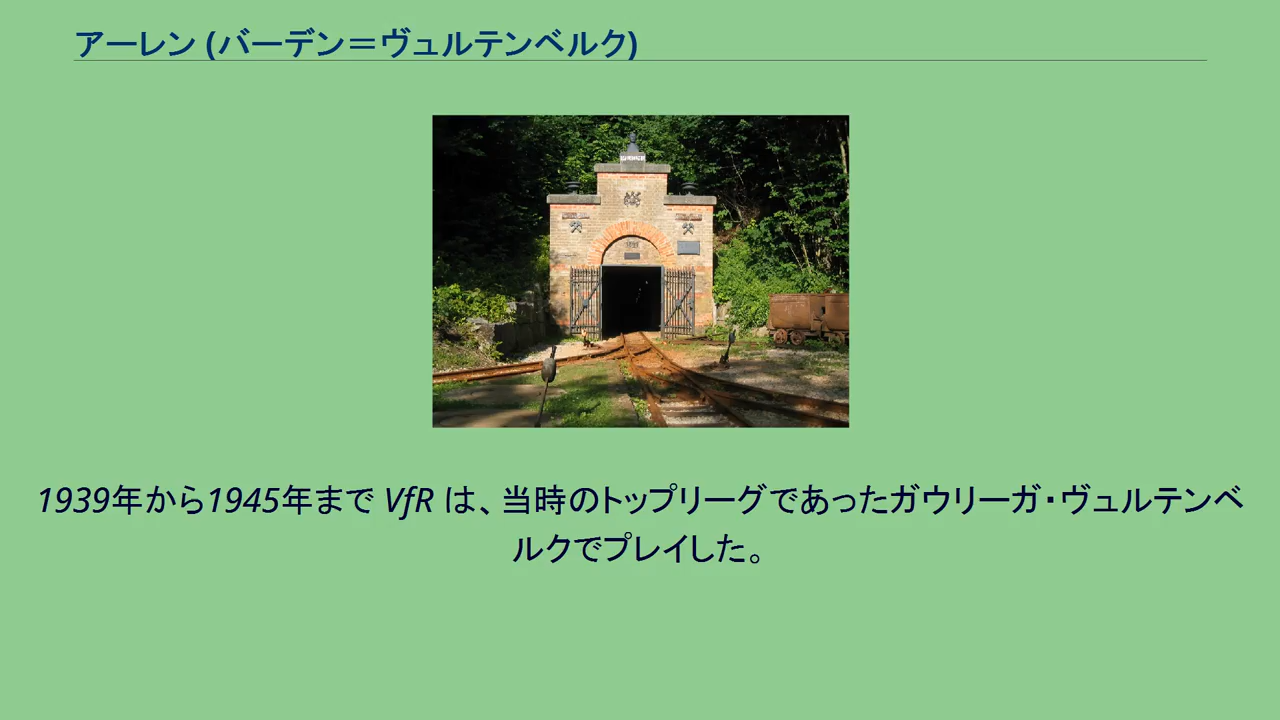 アーレン (バーデン＝ヴュルテンベルク)
1939年から1945年まで VfR は、当時のトップリーグであったガウリーガ・ヴュルテンベ
ルクでプレイした。